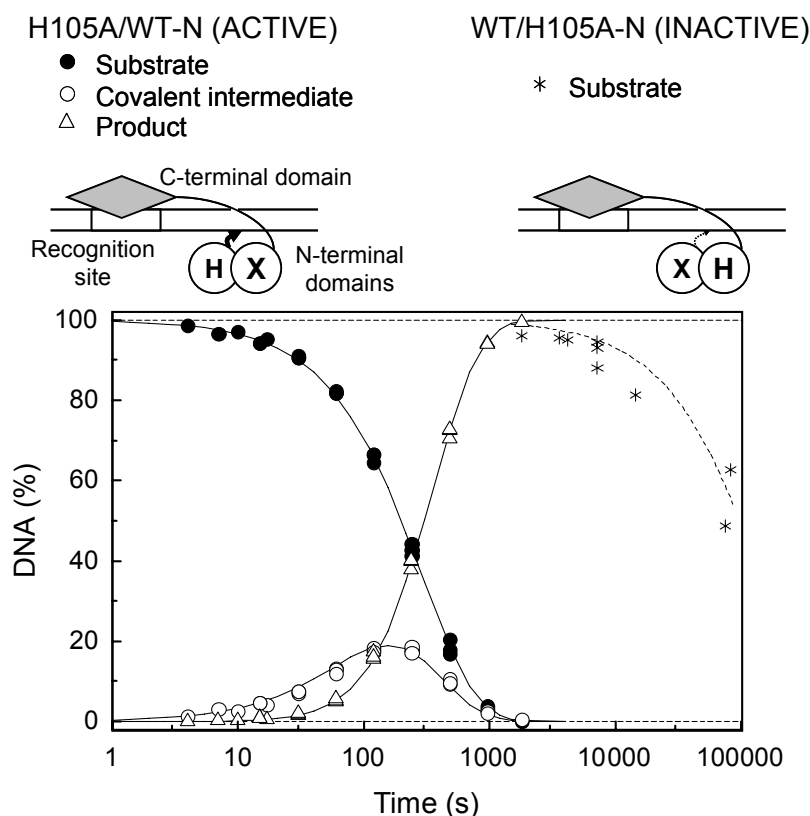 H105A/WT-N (ACTIVE)
Substrate
Covalent intermediate
Product
WT/H105A-N (INACTIVE)
Substrate
C-terminal domain
Recognition
site
H X
N-terminal
domains
X H
DNA (%)
100
80
60
40
20
0
1 10 100 1000 10000 100000
Time (s)